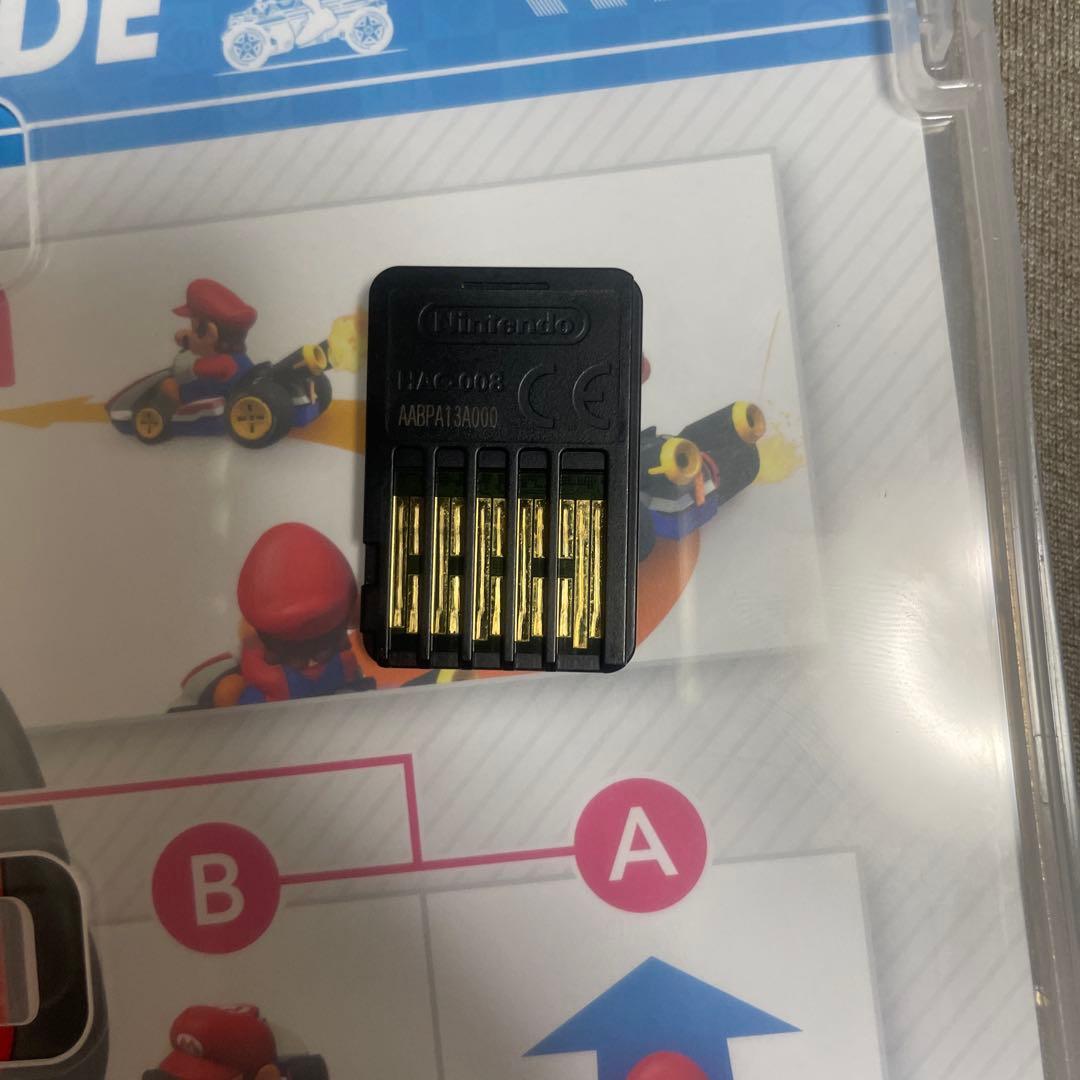 DE
Nintendo
HAC-008
CE
AABPA13A000
B
A